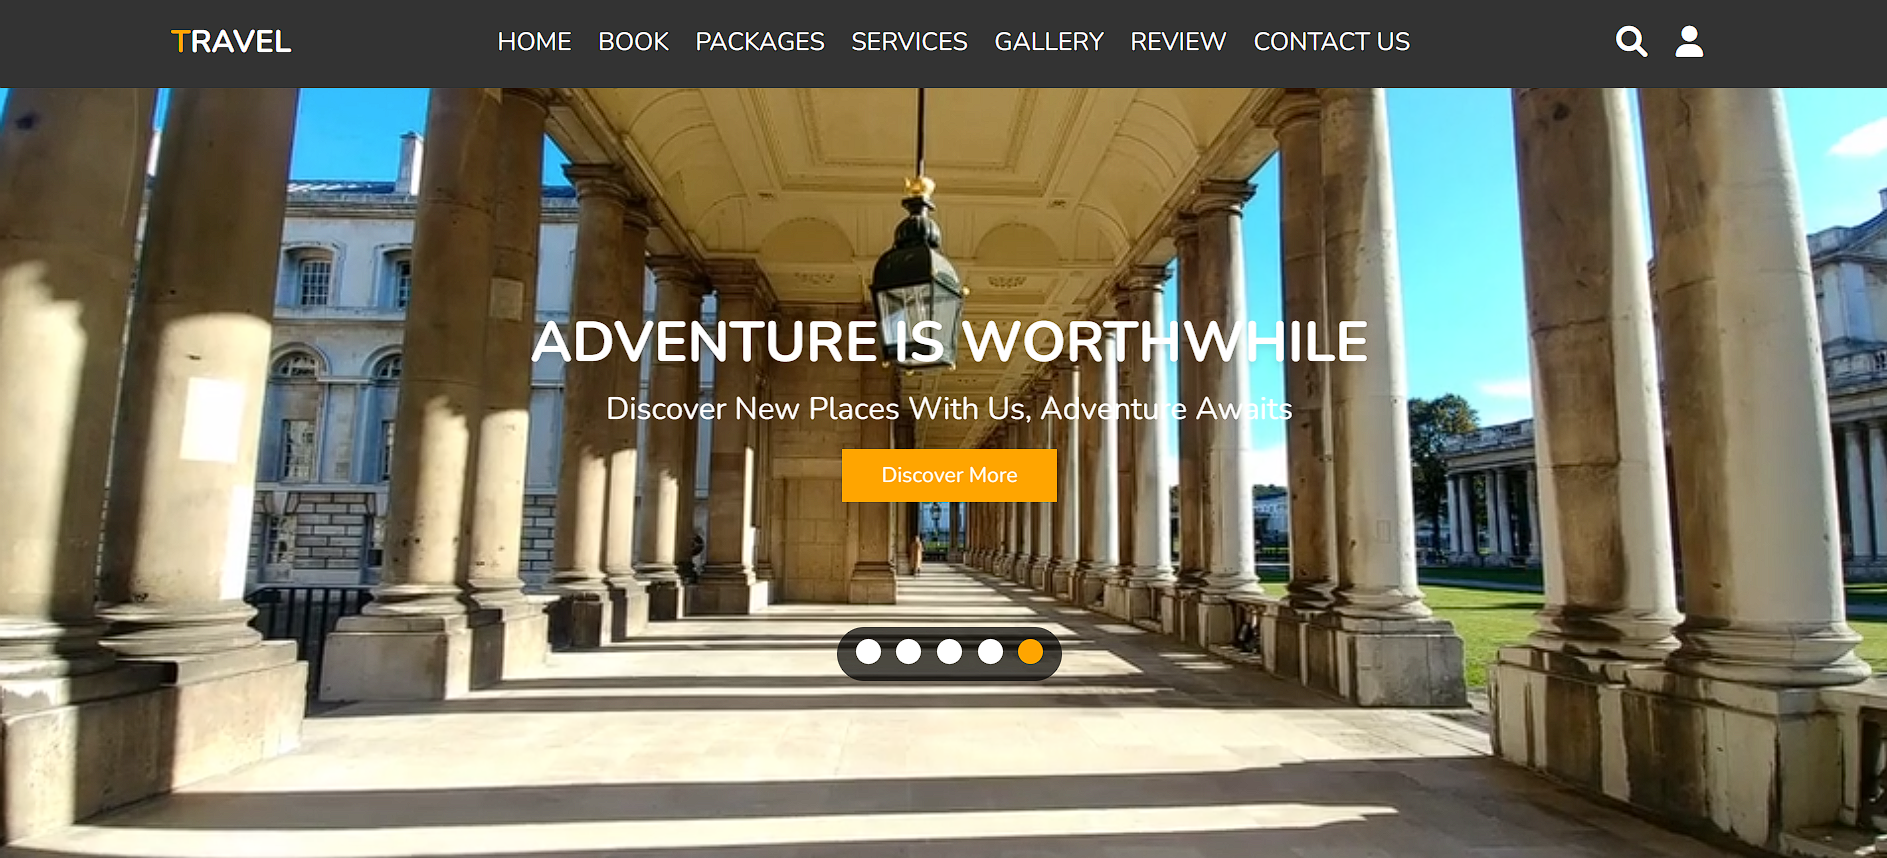 TRAVEL
HOME BOOK PACKAGES SERVICES GALLERY REVIEW CONTACT US
ADVENTURE IS WORTHWHILE
Discover New Places With Us, Adventure Awaits
Discover More